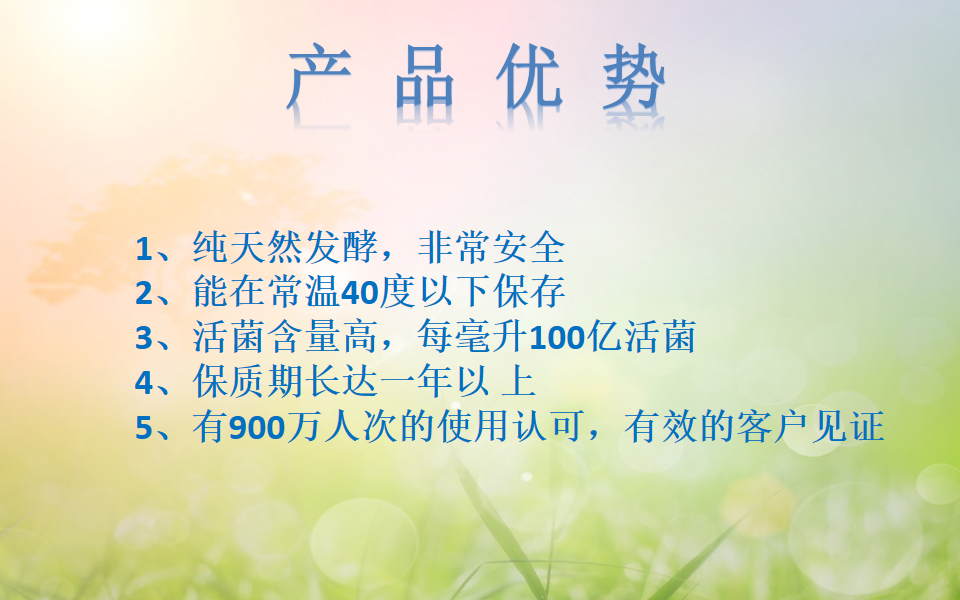 产品优势
1、纯天然发酵，非常安全
2、能在常温40度以下保存
3、活菌含量高，每毫升100亿活菌
4、保质期长达一年以 上
5、有900万人次的使用认可，有效的客户见证